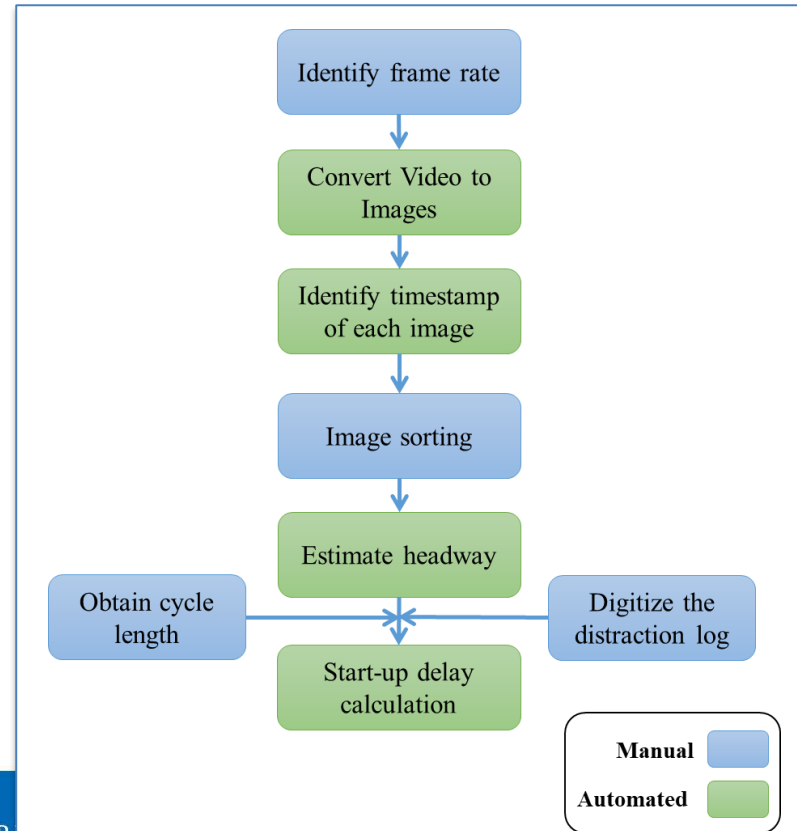 Identify frame rate
Convert Video to
Images
Identify timestamp
of each image
Image sorting
Estimate headway
Obtain cycle
length
Digitize the
distraction log
Start-up delay
calculation
Manual
Automated